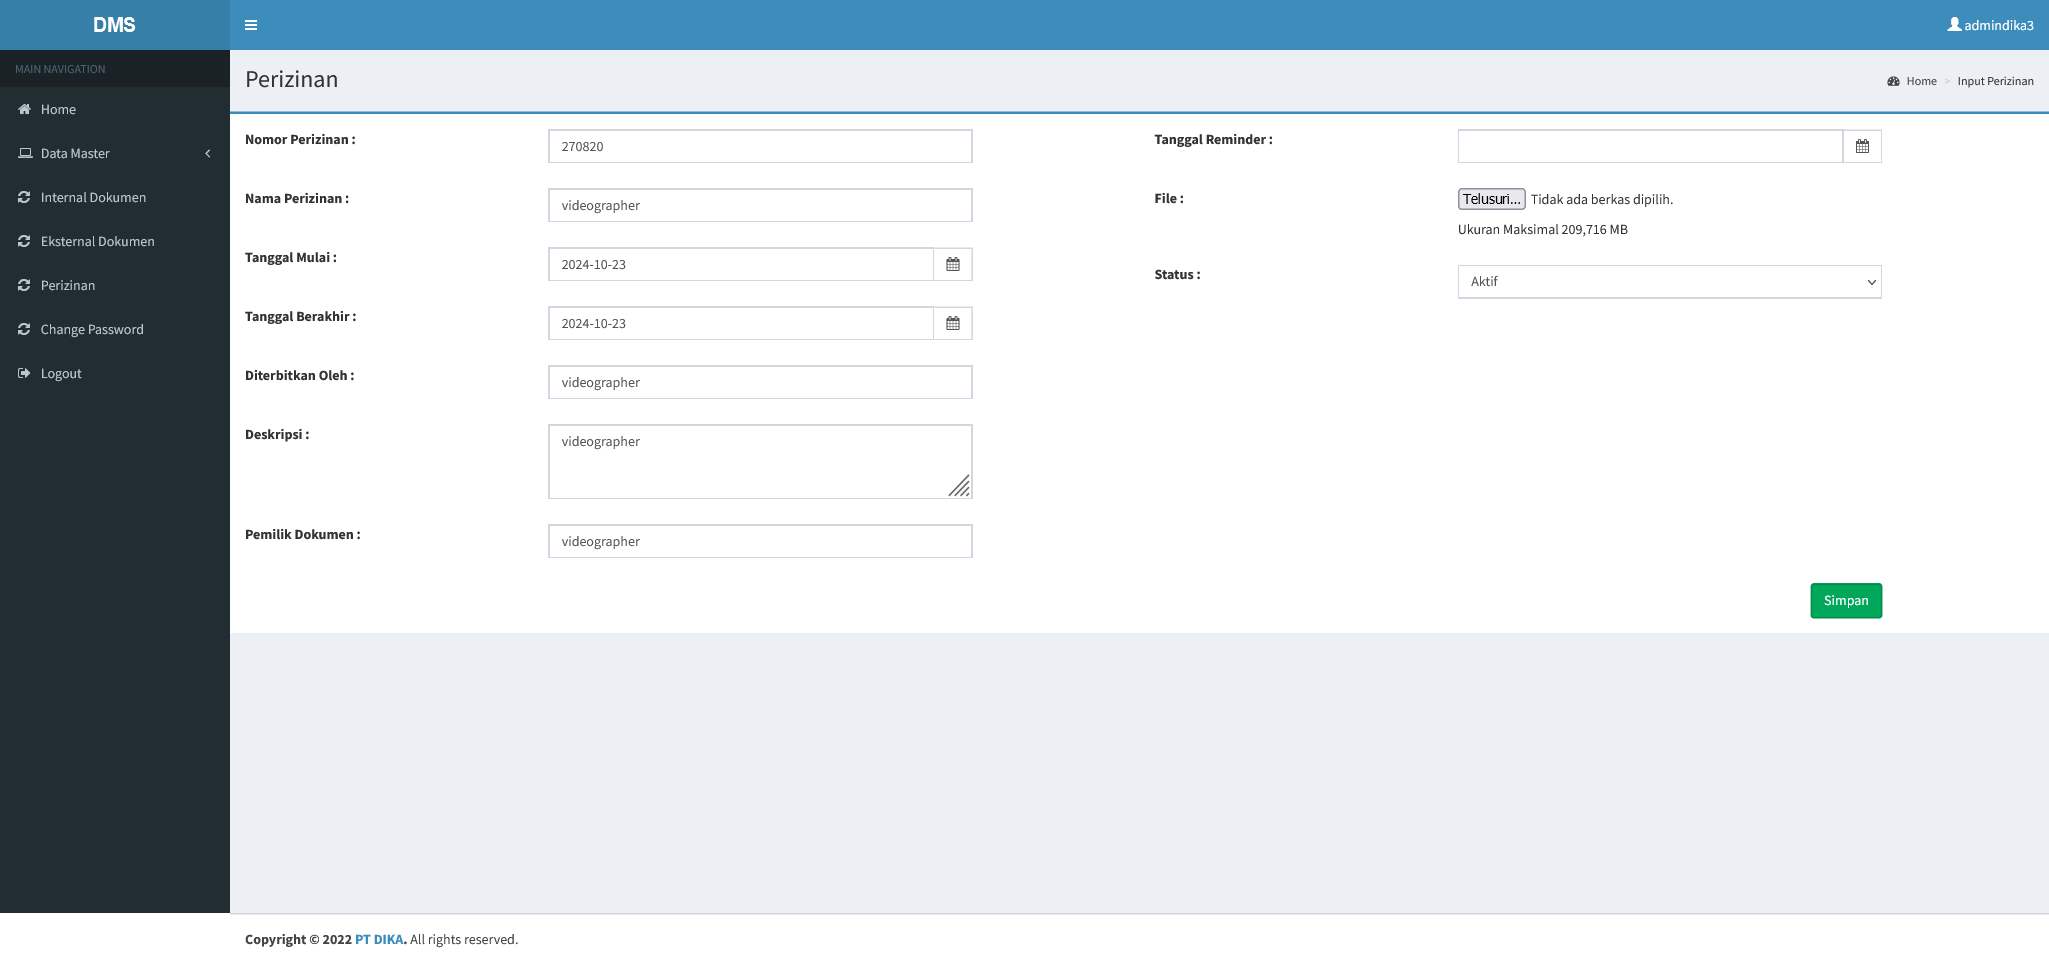 DMS
admindika3
MAIN NAVIGATION
Home
Data Master
Internal Dokumen
Eksternal Dokumen
Perizinan
Change Password
Logout
Perizinan
Home > Input Perizinan
Nomor Perizinan :
270820
Nama Perizinan :
videographer
Tanggal Mulai :
2024-10-23
Tanggal Berakhir :
2024-10-23
Diterbitkan Oleh :
videographer
Deskripsi :
videographer
Pemilik Dokumen :
videographer
Tanggal Reminder :
File :
Telusuri... Tidak ada berkas dipilih.
Ukuran Maksimal 209,716 MB
Status :
Aktif
Simpan
Copyright © 2022 PT DIKA. All rights reserved.